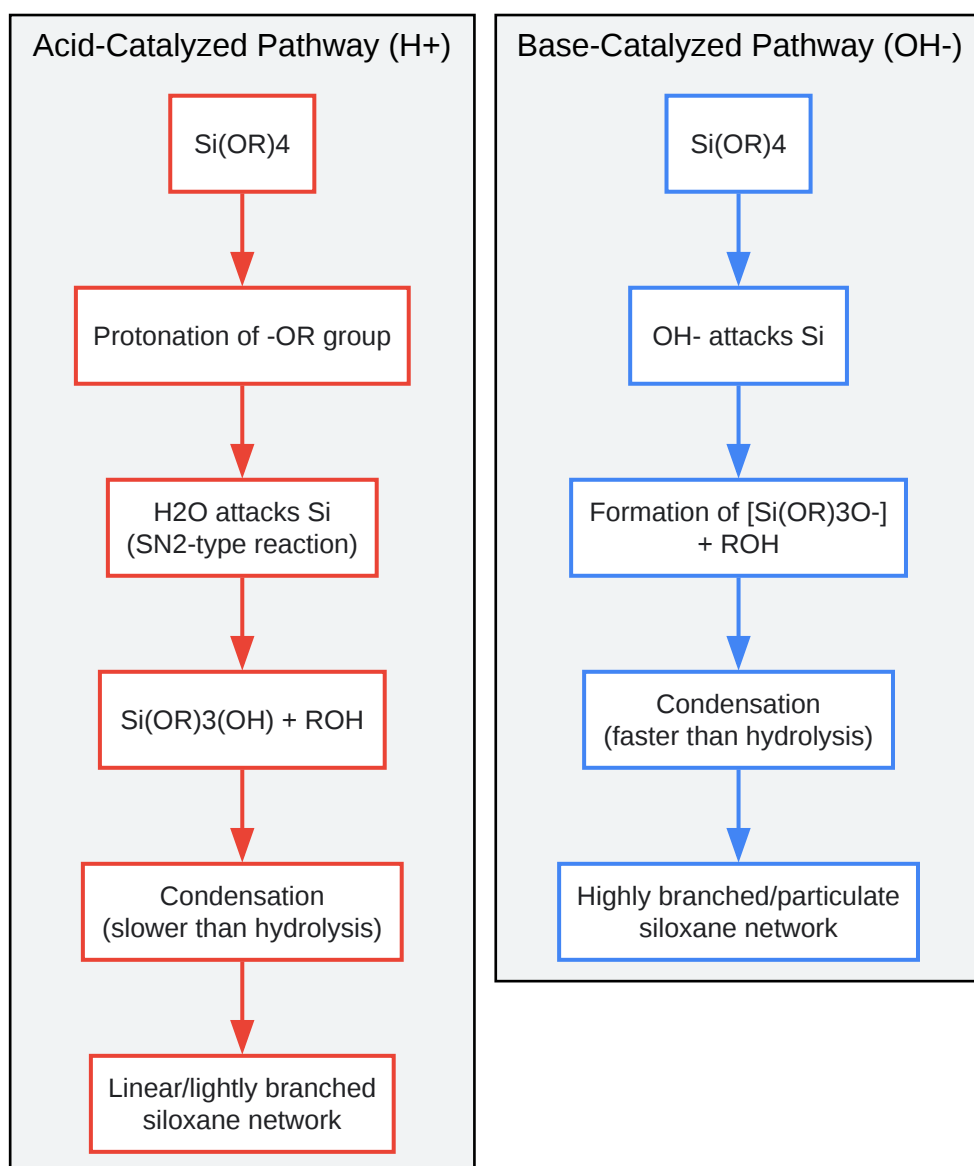 Acid-Catalyzed Pathway (H+)
Si(OR)4
Protonation of -OR group
H2O attacks Si
(SN2-type reaction)
Si(OR)3(OH) + ROH
Condensation
(slower than hydrolysis)
Linear/lightly branched
siloxane network
Base-Catalyzed Pathway (OH-)
Si(OR)4
OH- attacks Si
Formation of [Si(OR)3O-]
+ ROH
Condensation
(faster than hydrolysis)
Highly branched/particulate
siloxane network